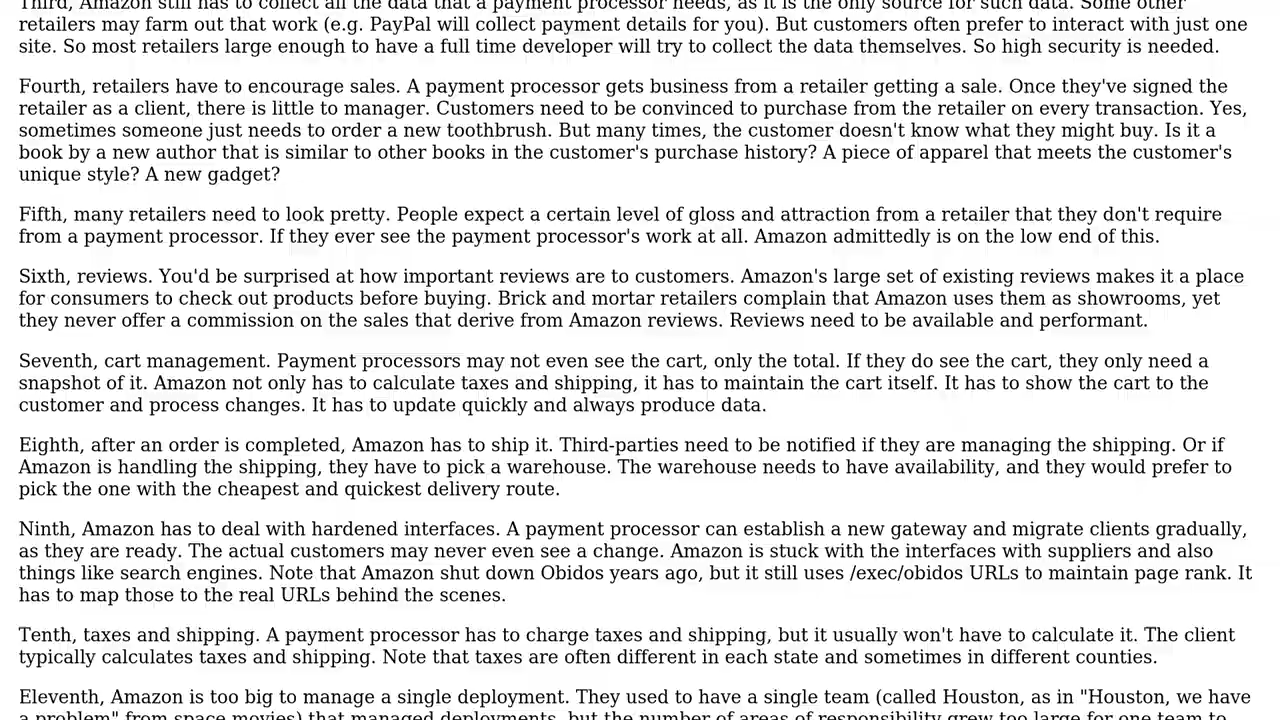 Third, Amazon still has to collect all the data that a payment processor needs, as it is the only source for such data. Some other
retailers may farm out that work (e.g. PayPal will collect payment details for you). But customers often prefer to interact with just one
site. So most retailers large enough to have a full time developer will try to collect the data themselves. So high security is needed.
Fourth, retailers have to encourage sales. A payment processor gets business from a retailer getting a sale. Once they've signed the
retailer as a client, there is little to manager. Customers need to be convinced to purchase from the retailer on every transaction. Yes,
sometimes someone just needs to order a new toothbrush. But many times, the customer doesn't know what they might buy. Is it a
book by a new author that is similar to other books in the customer's purchase history? A piece of apparel that meets the customer's
unique style? A new gadget?
Fifth, many retailers need to look pretty. People expect a certain level of gloss and attraction from a retailer that they don't require
from a payment processor. If they ever see the payment processor's work at all. Amazon admittedly is on the low end of this.
Sixth, reviews. You'd be surprised at how important reviews are to customers. Amazon's large set of existing reviews makes it a place
for consumers to check out products before buying. Brick and mortar retailers complain that Amazon uses them as showrooms, yet
they never offer a commission on the sales that derive from Amazon reviews. Reviews need to be available and performant.
Seventh, cart management. Payment processors may not even see the cart, only the total. If they do see the cart, they only need a
snapshot of it. Amazon not only has to calculate taxes and shipping, it has to maintain the cart itself. It has to show the cart to the
customer and process changes. It has to update quickly and always produce data.
Eighth, after an order is completed, Amazon has to ship it. Third-parties need to be notified if they are managing the shipping. Or if
Amazon is handling the shipping, they have to pick a warehouse. The warehouse needs to have availability, and they would prefer to
pick the one with the cheapest and quickest delivery route.
Ninth, Amazon has to deal with hardened interfaces. A payment processor can establish a new gateway and migrate clients gradually,
as they are ready. The actual customers may never even see a change. Amazon is stuck with the interfaces with suppliers and also
things like search engines. Note that Amazon shut down Obidos years ago, but it still uses /exec/obidos URLs to maintain page rank. It
has to map those to the real URLs behind the scenes.
Tenth, taxes and shipping. A payment processor has to charge taxes and shipping, but it usually won't have to calculate it. The client
typically calculates taxes and shipping. Note that taxes are often different in each state and sometimes in different counties.
Eleventh, Amazon is too big to manage a single deployment. They used to have a single team (called Houston, as in "Houston, we have
a problem" from space movies) that managed deployments, but the number of areas of responsibility grew too large for one team to